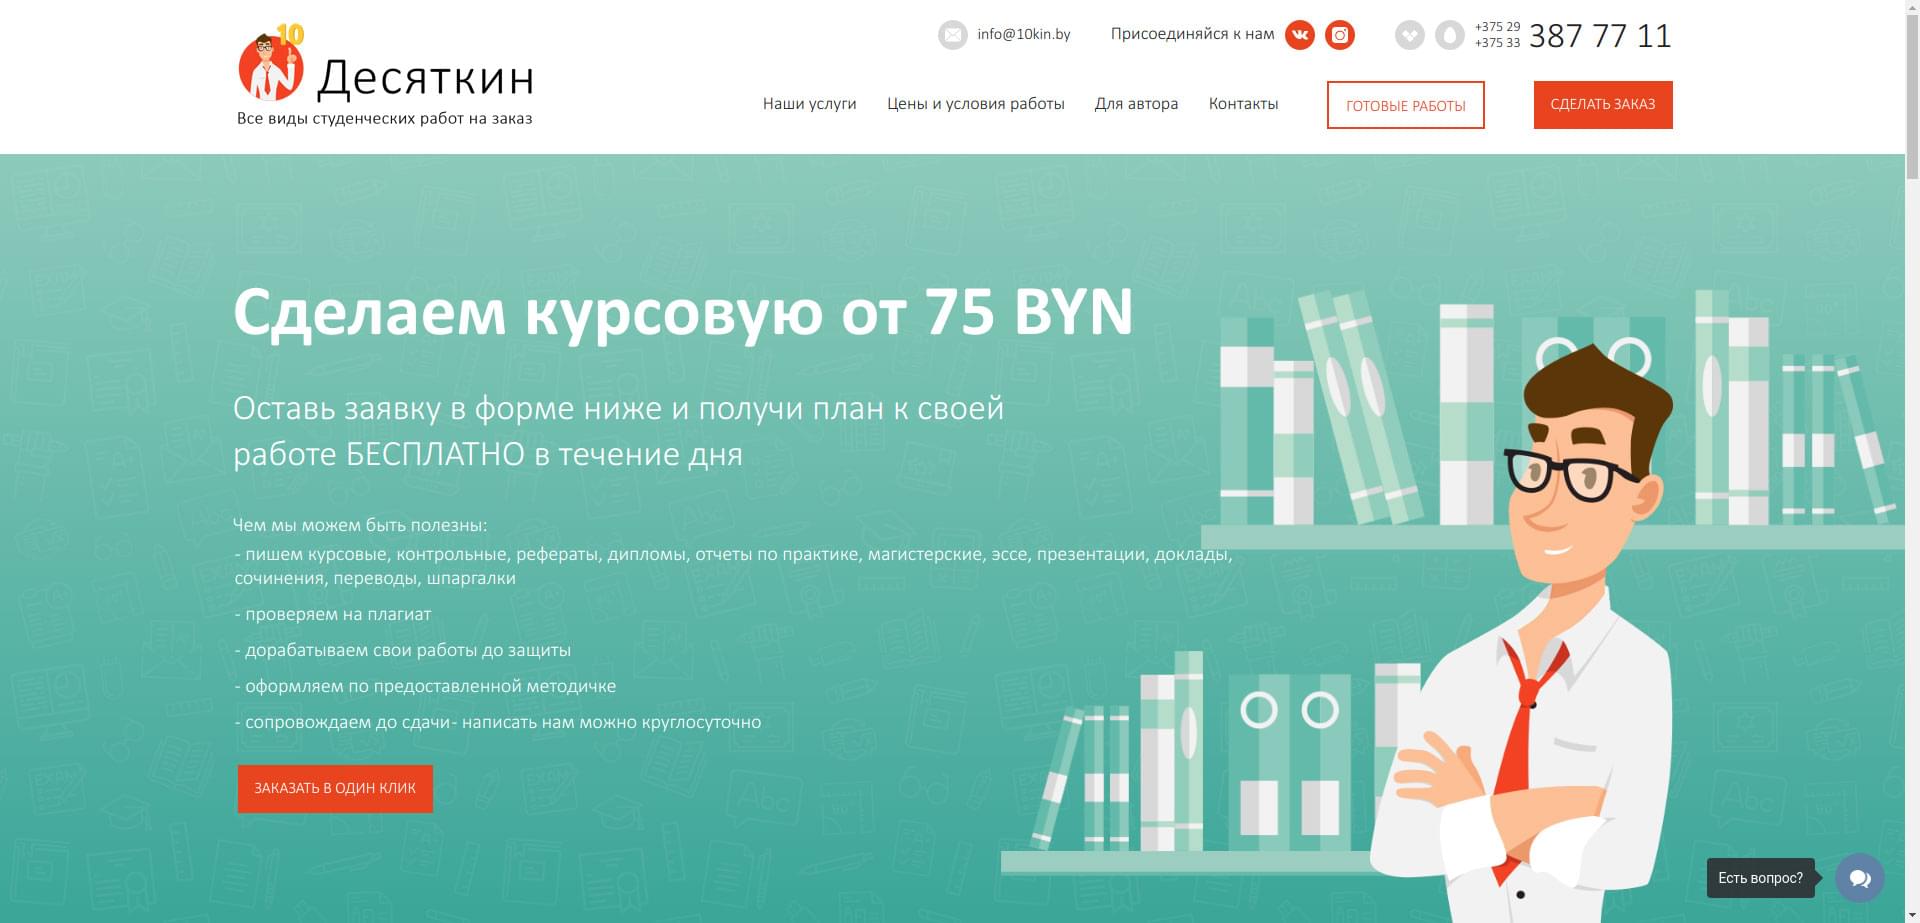 10
Десяткин
Все виды студенческих работ на заказ
info@10kin.by
Присоединяйся к нам
+375 29
+375 33
387 77 11
Наши услуги
Цены и условия работы
Для автора
Контакты
ГОТОВЫЕ РАБОТЫ
СДЕЛАТЬ ЗАКАЗ
Сделаем курсовую от 75 BYN
Оставь заявку в форме ниже и получи план к своей
работе БЕСПЛАТНО в течение дня
Чем мы можем быть полезны:
- пишем курсовые, контрольные, рефераты, дипломы, отчеты по практике, магистерские, эссе, презентации, доклады,
сочинения, переводы, шпаргалки
- проверяем на плагиат
- дорабатываем свои работы до защиты
- оформляем по предоставленной методичке
- сопровождаем до сдачи- написать нам можно круглосуточно
ЗАКАЗАТЬ В ОДИН КЛИК
Есть вопрос?